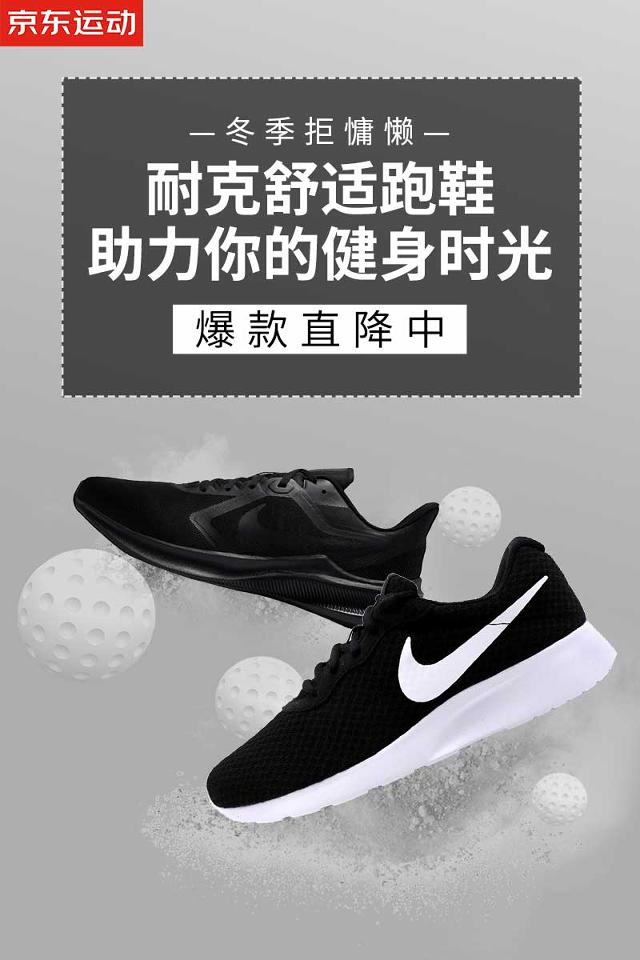 京东运动
—冬季拒慵懒—
耐克舒适跑鞋
助力你的健身时光
爆款直降中